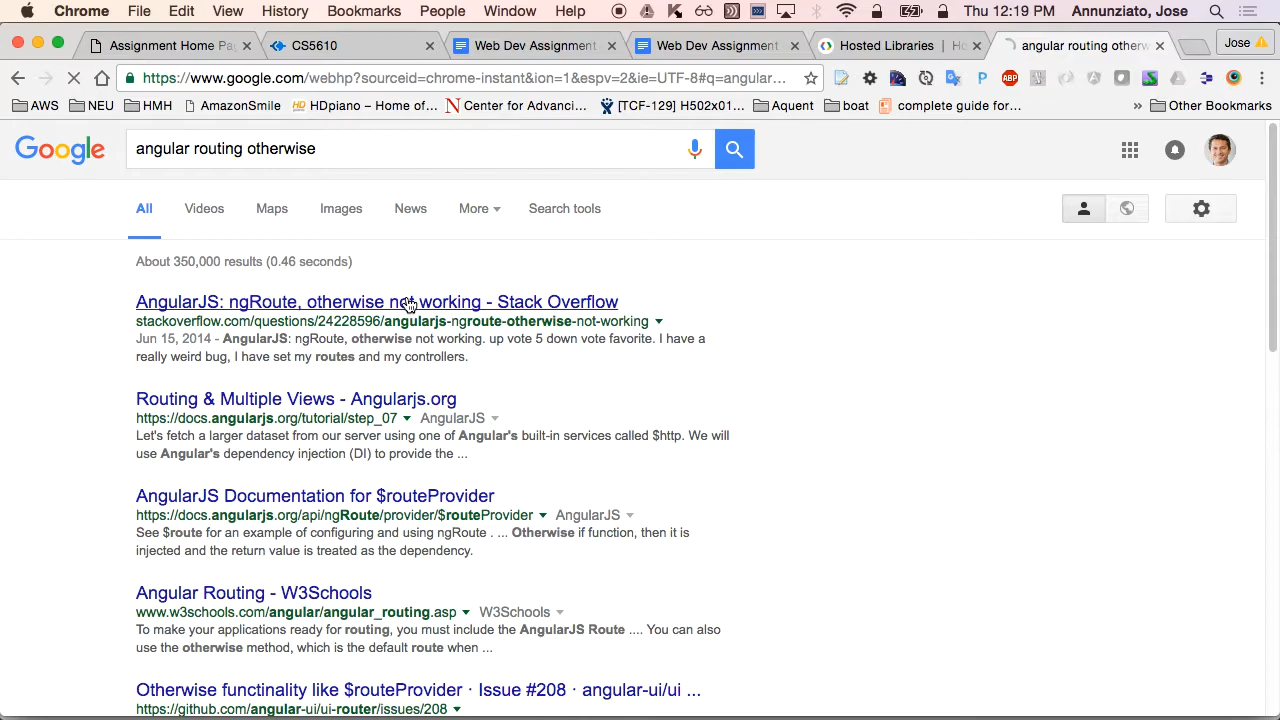 Chrome File Edit View History Bookmarks People Window Help Thu 12:19 PM Annunziato, Jose
Assignment Home Pa CS5610 Web Dev Assignment Web Dev Assignment Hosted Libraries | angular routing otherw Jose
https://www.google.com/webhp?sourceid=chrome-instant&ion=1&espv=2&ie=UTF-8#q=angular... ABP
AWS NEU HMH AmazonSmile HD HDpiano – Home of... N Center for Advanci... [TCF-129] H502x01... Aquent boat complete guide for... » Other Bookmarks
Google angular routing otherwise
All Videos Maps Images News More Search tools
About 350,000 results (0.46 seconds)
AngularJS: ngRoute, otherwise not working - Stack Overflow
stackoverflow.com/questions/24228596/angularjs-ngroute-otherwise-not-working
Jun 15, 2014 - AngularJS: ngRoute, otherwise not working. up vote 5 down vote favorite. I have a
really weird bug, I have set my routes and my controllers.
Routing & Multiple Views - Angularjs.org
https://docs.angularjs.org/tutorial/step_07 AngularJS
Let's fetch a larger dataset from our server using one of Angular's built-in services called $http. We will
use Angular's dependency injection (DI) to provide the ...
AngularJS Documentation for $routeProvider
https://docs.angularjs.org/api/ngRoute/provider/$routeProvider AngularJS
See $route for an example of configuring and using ngRoute . ... Otherwise if function, then it is
injected and the return value is treated as the dependency.
Angular Routing - W3Schools
www.w3schools.com/angular/angular_routing.asp W3Schools
To make your applications ready for routing, you must include the AngularJS Route .... You can also
use the otherwise method, which is the default route when ...
Otherwise functinality like $routeProvider · Issue #208 · angular-ui/ui ...
https://github.com/angular-ui/ui-router/issues/208